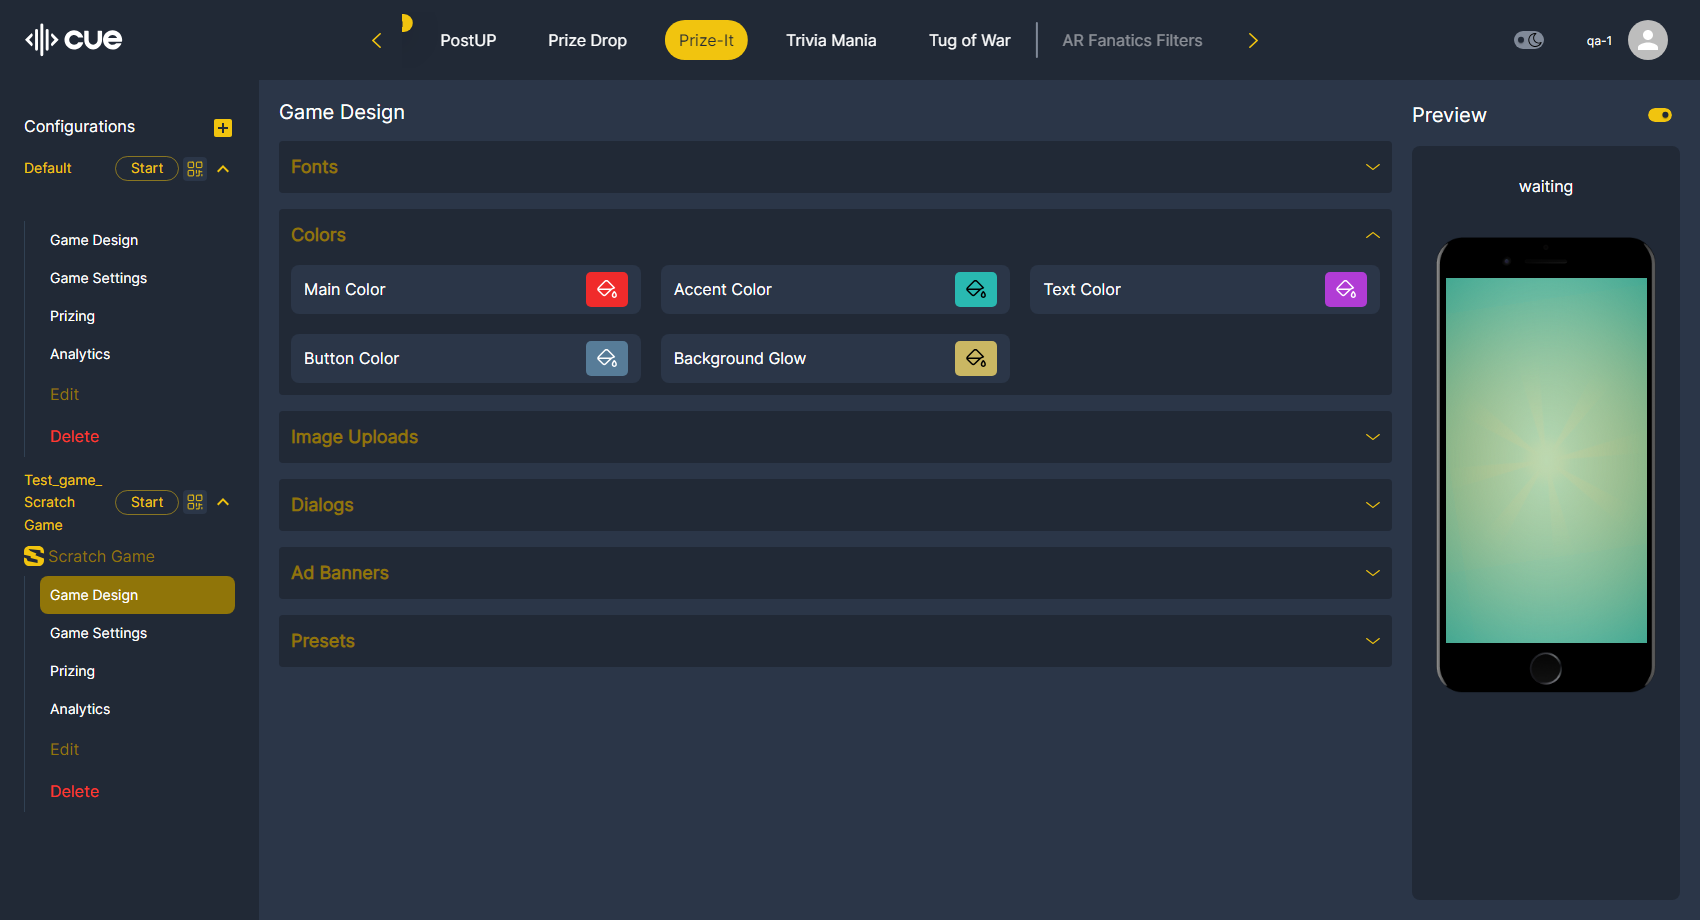 cue
PostUP
Prize Drop
Prize-It
Trivia Mania
Tug of War
AR Fanatics Filters
qa-1
Configurations
Default
Start
Game Design
Game Settings
Prizing
Analytics
Edit
Delete
Test_game_
Scratch
Game
Start
Scratch Game
Game Design
Game Settings
Prizing
Analytics
Edit
Delete
Game Design
Fonts
Colors
Main Color
Accent Color
Text Color
Button Color
Background Glow
Image Uploads
Dialogs
Ad Banners
Presets
Preview
waiting